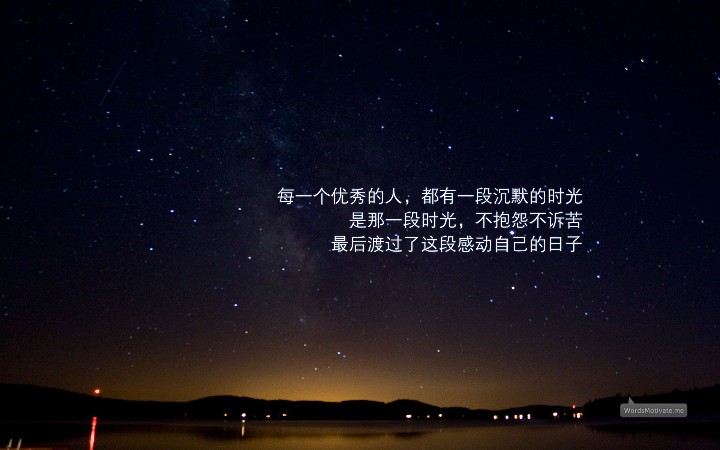 每一个优秀的人，都有一段沉默的时光
是那一段时光，不抱怨不诉苦
最后渡过了这段感动自己的日子
WordsMotivate.me